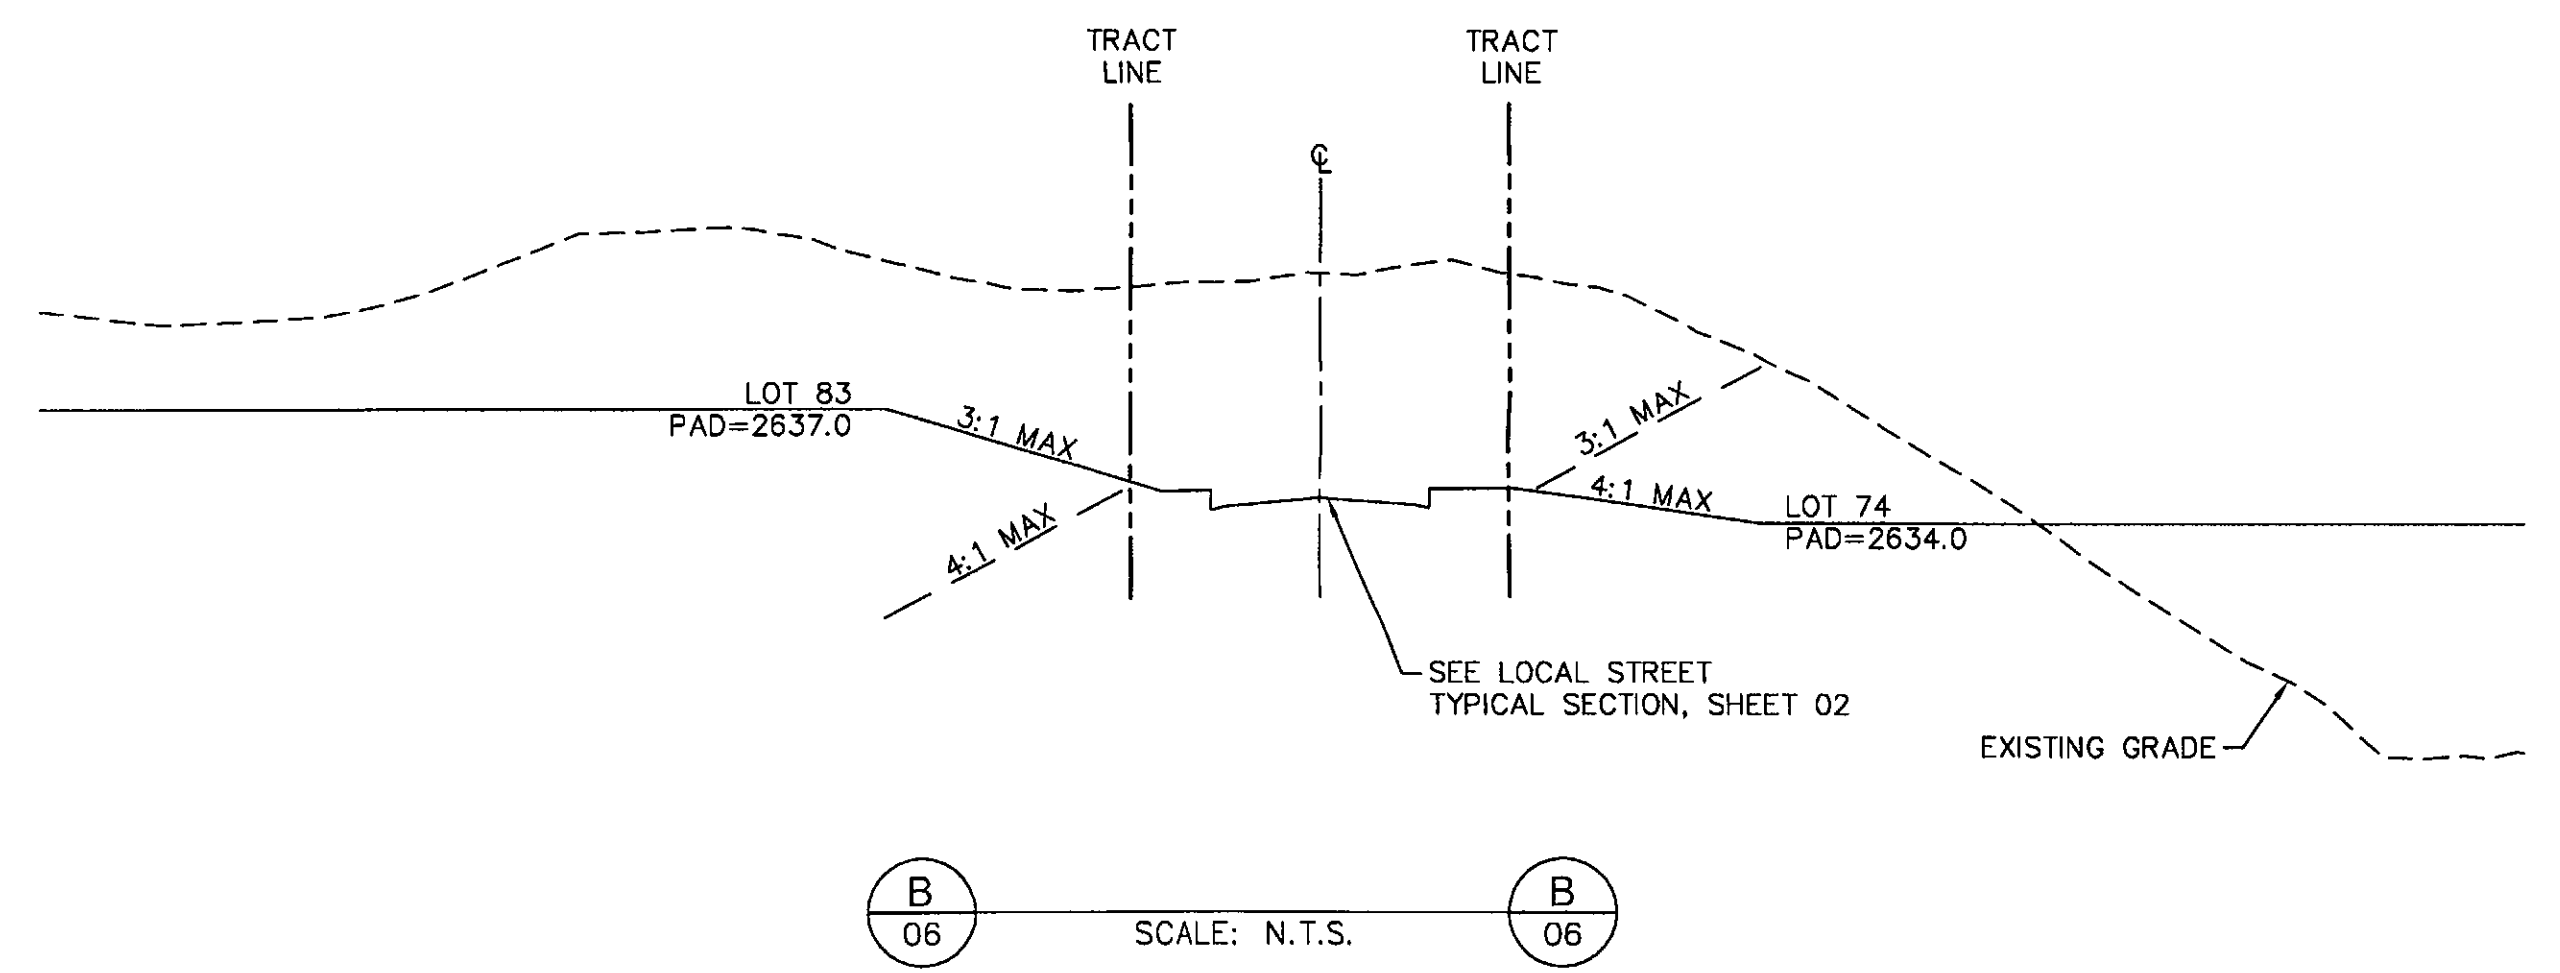 TRACT
LINE
TRACT
LINE
℄
LOT 83
PAD=2637.0
3:1 MAX
4:1 MAX
3:1 MAX
4:1 MAX
LOT 74
PAD=2634.0
SEE LOCAL STREET
TYPICAL SECTION, SHEET 02
EXISTING GRADE
B
06
SCALE: N.T.S.
B
06